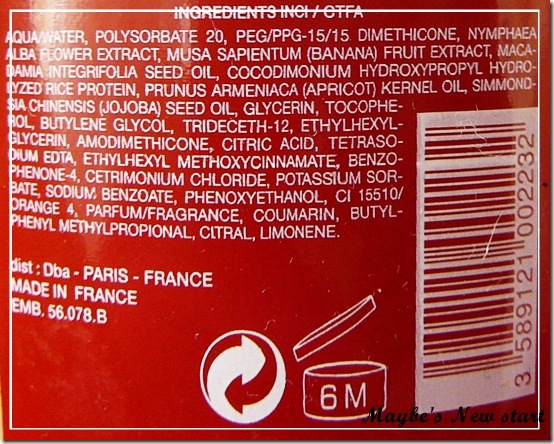 INGREDIENTS INCI / CTFA
AQUA/WATER, POLYSORBATE 20, PEG/PPG-15/15 DIMETHICONE, NYMPHAEA
ALBA FLOWER EXTRACT, MUSA SAPIENTUM (BANANA) FRUIT EXTRACT, MACA-
DAMIA INTEGRIFOLIA SEED OIL, COCODIMONIUM HYDROXYPROPYL HYDRO-
LYZED RICE PROTEIN, PRUNUS ARMENIACA (APRICOT) KERNEL OIL, SIMMOND-
SIA CHINENSIS (JOJOBA) SEED OIL, GLYCERIN, TOCOPHE-
ROL, BUTYLENE GLYCOL, TRIDECETH-12, ETHYLHEXYL-
GLYCERIN, AMODIMETHICONE, CITRIC ACID, TETRASO-
DIUM EDTA, ETHYLHEXYL METHOXYCINNAMATE, BENZO-
PHENONE-4, CETRIMONIUM CHLORIDE, POTASSIUM SOR-
BATE, SODIUM BENZOATE, PHENOXYETHANOL, CI 15510/
ORANGE 4, PARFUM/FRAGRANCE, COUMARIN, BUTYL-
PHENYL METHYLPROPIONAL, CITRAL, LIMONENE.
dist : Dba - PARIS - FRANCE
MADE IN FRANCE
EMB. 56.078.B
3 589121 002232
6 M
Maybe's New start